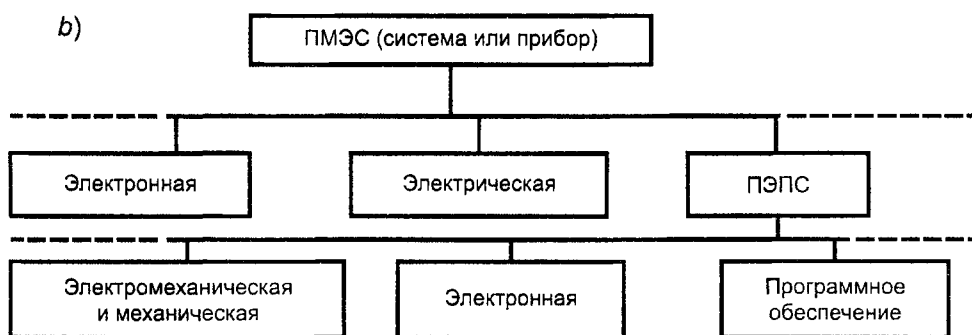 b)
ПМЭС (система или прибор)
Электронная
Электрическая
ПЭПС
Электромеханическая
и механическая
Электронная
Программное
обеспечение